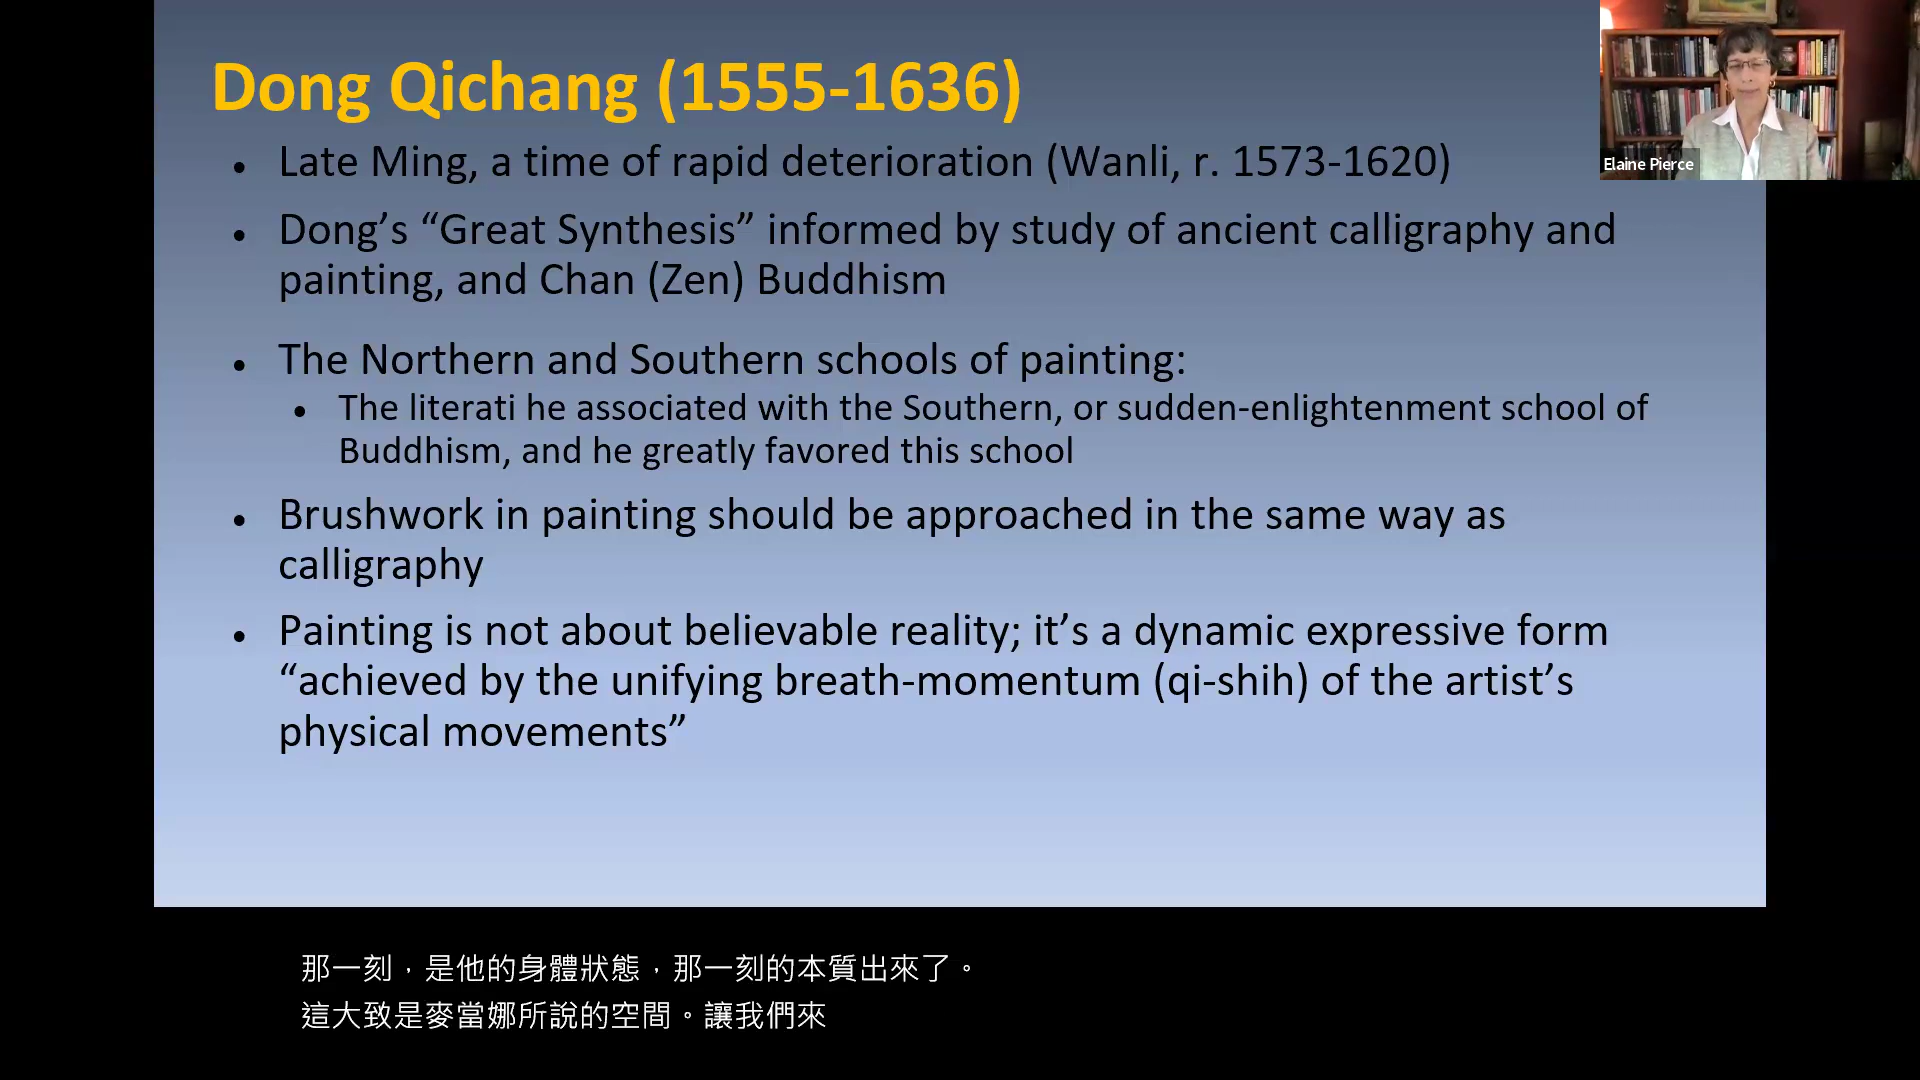 Dong Qichang (1555-1636)
Elaine Pierce
• Late Ming, a time of rapid deterioration (Wanli, r. 1573-1620)
• Dong’s “Great Synthesis” informed by study of ancient calligraphy and
painting, and Chan (Zen) Buddhism
• The Northern and Southern schools of painting:
• The literati he associated with the Southern, or sudden-enlightenment school of
Buddhism, and he greatly favored this school
• Brushwork in painting should be approached in the same way as
calligraphy
• Painting is not about believable reality; it’s a dynamic expressive form
“achieved by the unifying breath-momentum (qi-shih) of the artist’s
physical movements”
那一刻，是他的身體狀態，那一刻的本質出來了。
這大致是麥當娜所說的空間。讓我們來